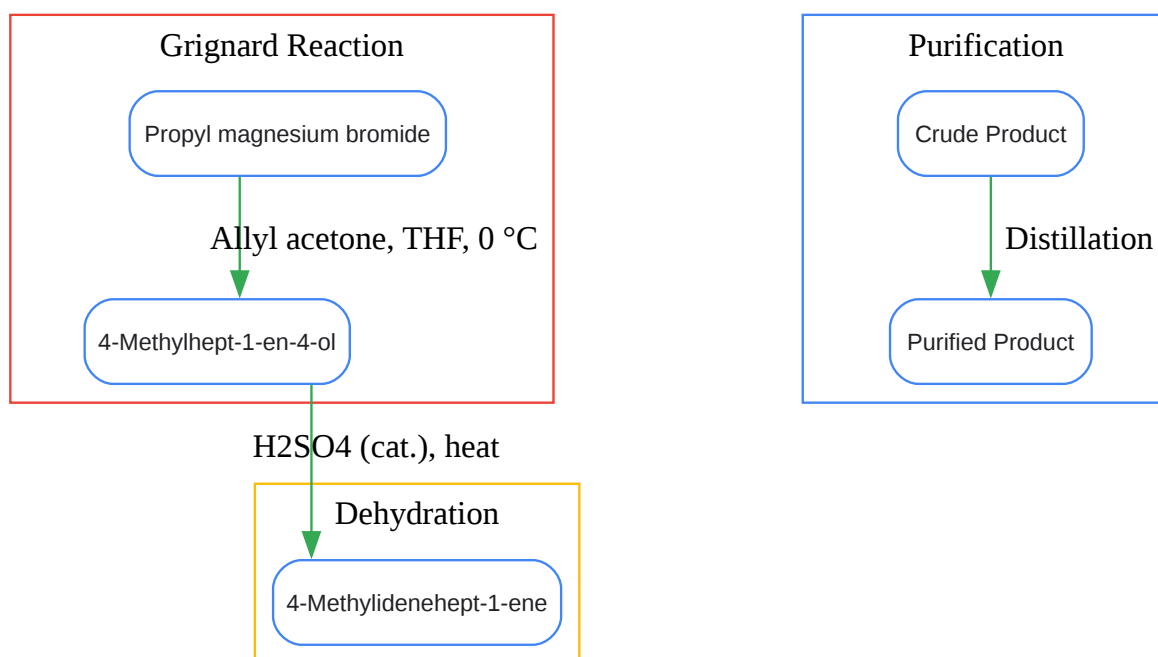 Grignard Reaction
Propyl magnesium bromide
Allyl acetone, THF, 0 °C
4-Methylhept-1-en-4-ol
H2SO4 (cat.), heat
Dehydration
4-Methylidenehept-1-ene
Purification
Crude Product
Distillation
Purified Product